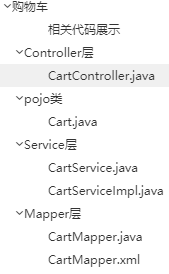 购物车
相关代码展示
Controller层
CartController.java
pojo类
Cart.java
Service层
CartService.java
CartServiceImpl.java
Mapper层
CartMapper.java
CartMapper.xml